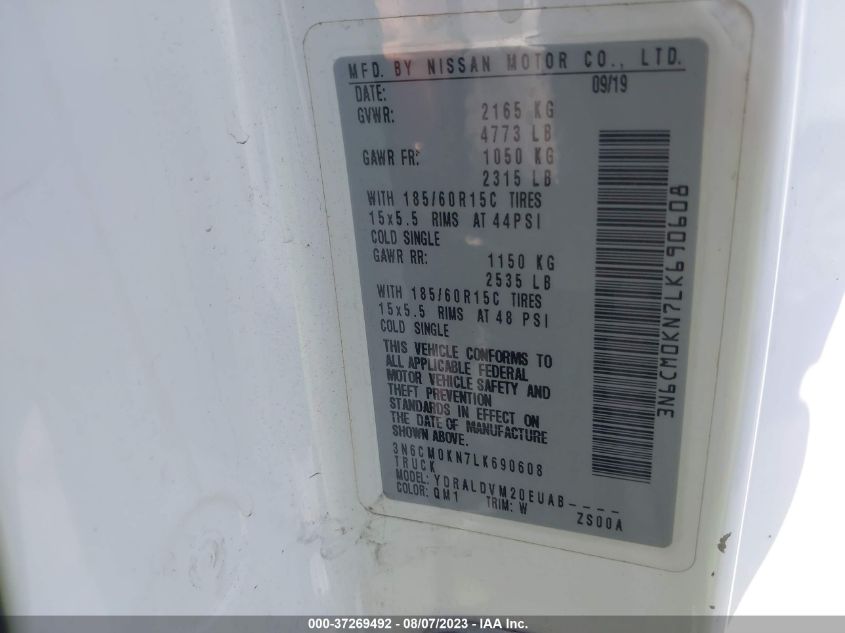 MFD. BY NISSAN MOTOR CO., LTD.
DATE: 09/19
GVWR: 2165 KG
4773 LB
GAWR FR: 1050 KG
2315 LB
WITH 185/60R15C TIRES
15x5.5 RIMS AT 44PSI
COLD SINGLE
GAWR RR: 1150 KG
2535 LB
WITH 185/60R15C TIRES
15x5.5 RIMS AT 48 PSI
COLD SINGLE
THIS VEHICLE CONFORMS TO
ALL APPLICABLE FEDERAL
MOTOR VEHICLE SAFETY AND
THEFT PREVENTION
STANDARDS IN EFFECT ON
THE DATE OF MANUFACTURE
SHOWN ABOVE.
3N6CM0KN7LK690608
TRUCK
MODEL: YDRALDVM20EUAB----
COLOR: QM1 TRIM: W ZS00A
3N6CM0KN7LK690608
000-37269492 - 08/07/2023 - IAA Inc.